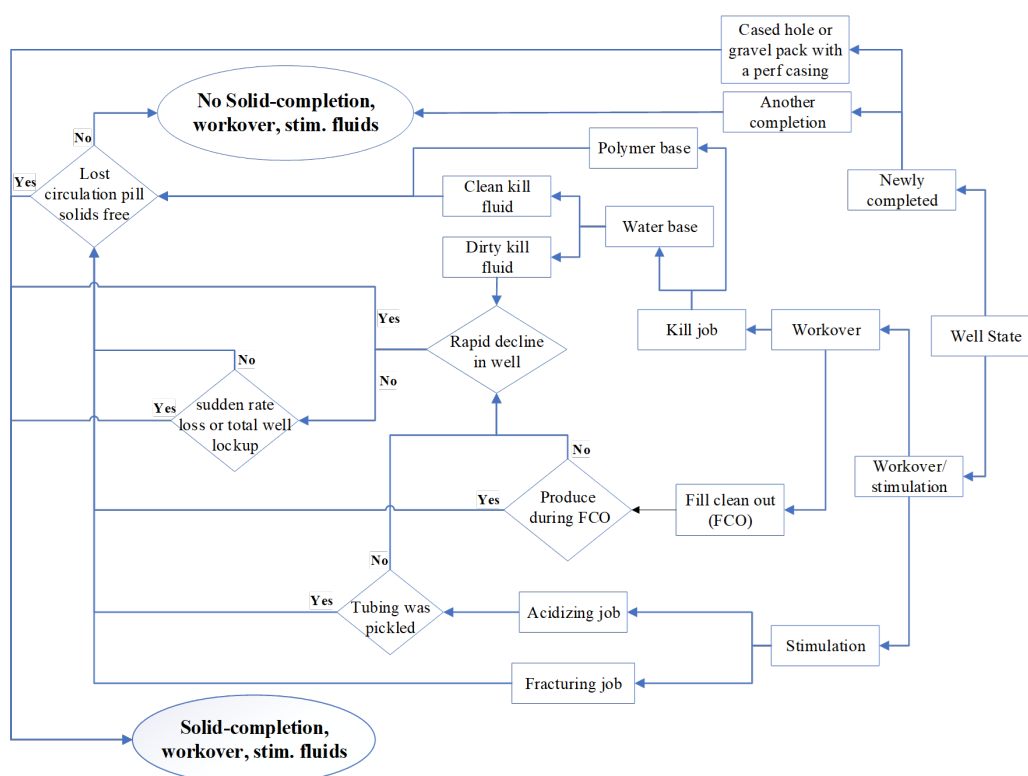 Cased hole or
gravel pack with
a perf casing
No Solid-completion,
workover, stim. fluids
Another
completion
No
Polymer base
Yes
Lost
circulation pill
solids free
Clean kill
fluid
Newly
completed
Water base
Dirty kill
fluid
Yes
Rapid decline
in well
Kill job
Workover
Well State
No
No
Yes
sudden rate
loss or total well
lockup
No
Workover/
stimulation
Yes
Produce
during FCO
Fill clean out
(FCO)
No
Yes
Tubing was
pickled
Acidizing job
Stimulation
Fracturing job
Solid-completion,
workover, stim. fluids